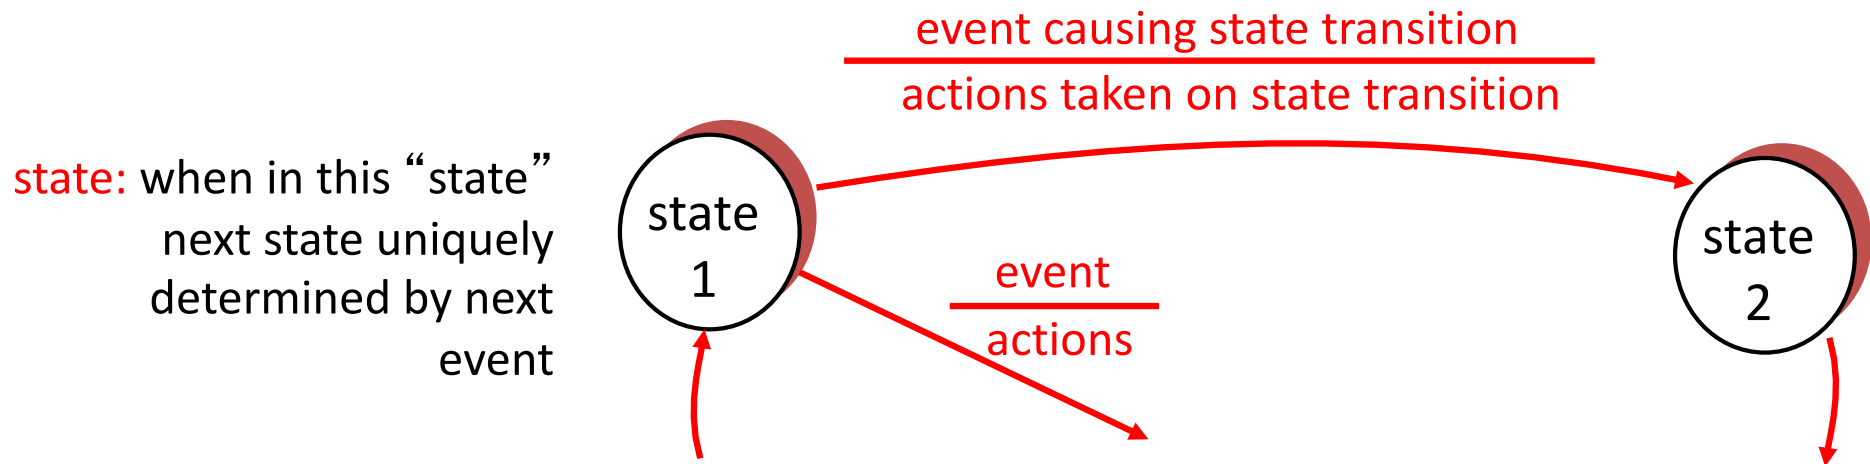 event causing state transition
actions taken on state transition
state: when in this “state”
next state uniquely
determined by next
event
state
1
event
actions
state
2